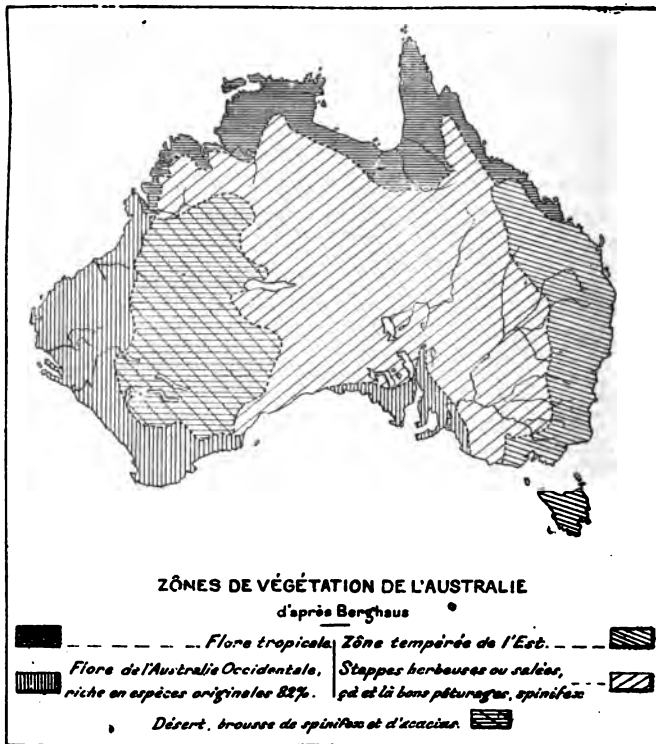 ZÔNES DE VÉGÉTATION DE L'AUSTRALIE
d'après Berghaus
Flore tropicale
Zône tempérée de l'Est.
Flore de l'Australie Occidentale,
riche en espèces originales 82%.
Steppes herbeuses ou salées,
çà et là bons pâturages, spinifex
Désert, brousse de spinifex et d'acacias.